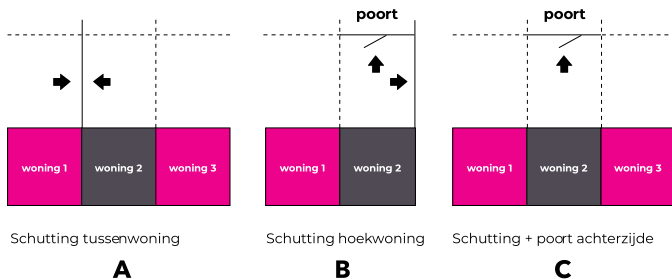 poort
poort
woning 1
woning 2
woning 3
woning 1
woning 2
woning 1
woning 2
woning 3
Schutting tussenwoning
Schutting hoekwoning
Schutting + poort achterzijde
A
B
C